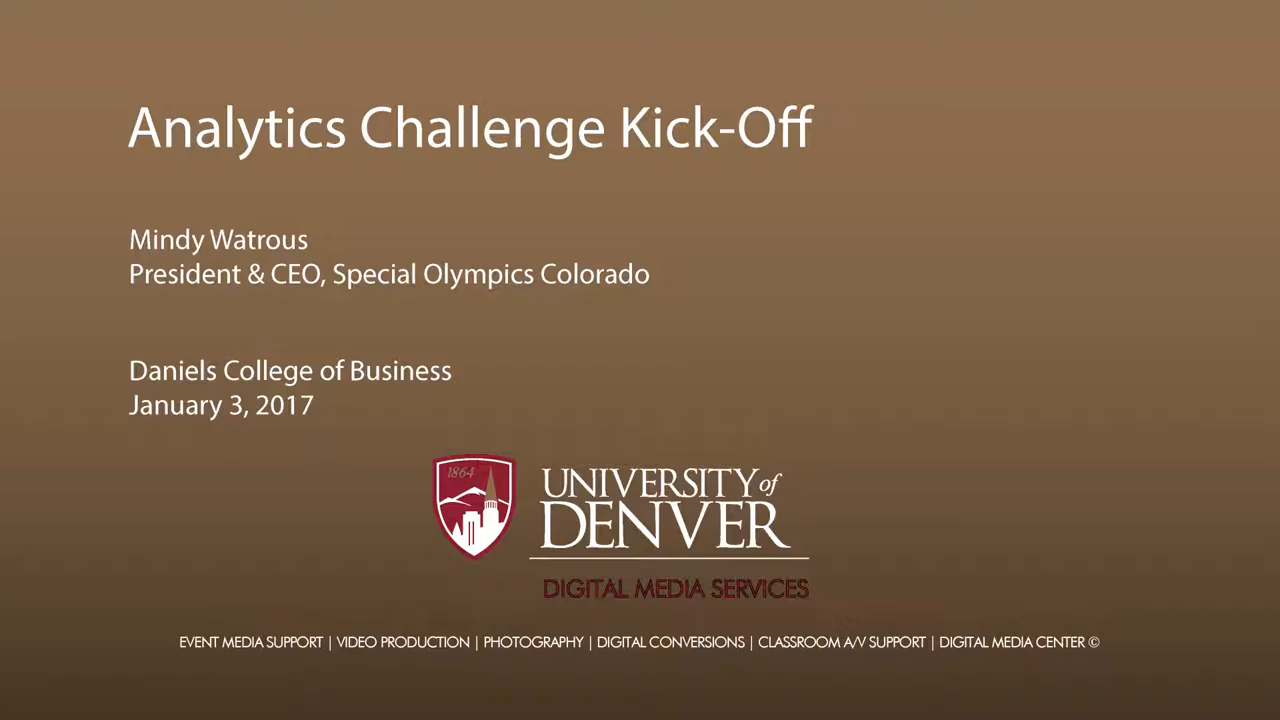 Analytics Challenge Kick-Off
Mindy Watrous
President & CEO, Special Olympics Colorado
Daniels College of Business
January 3, 2017
1864
UNIVERSITY of
DENVER
DIGITAL MEDIA SERVICES
EVENT MEDIA SUPPORT | VIDEO PRODUCTION | PHOTOGRAPHY | DIGITAL CONVERSIONS | CLASSROOM A/V SUPPORT | DIGITAL MEDIA CENTER ©